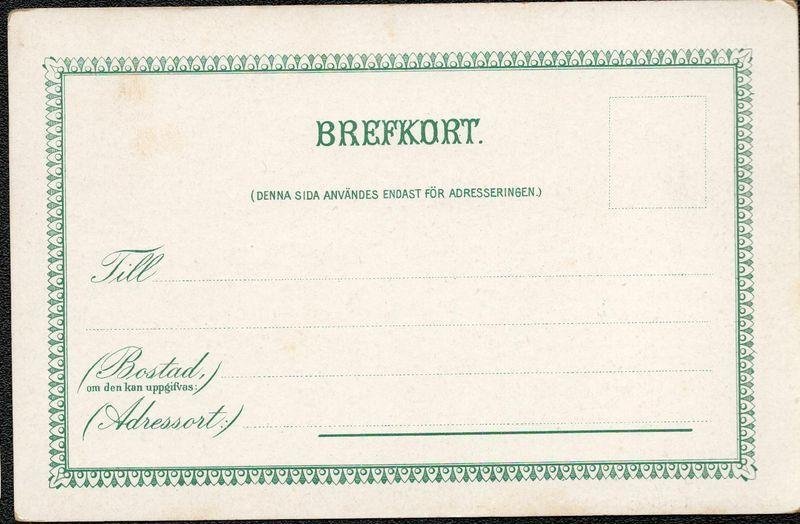 BREFKORT.
(DENNA SIDA ANVÄNDES ENDAST FÖR ADRESSERINGEN.)
Till
(Bostad,)
om den kan uppgifvas:
(Adressort:)